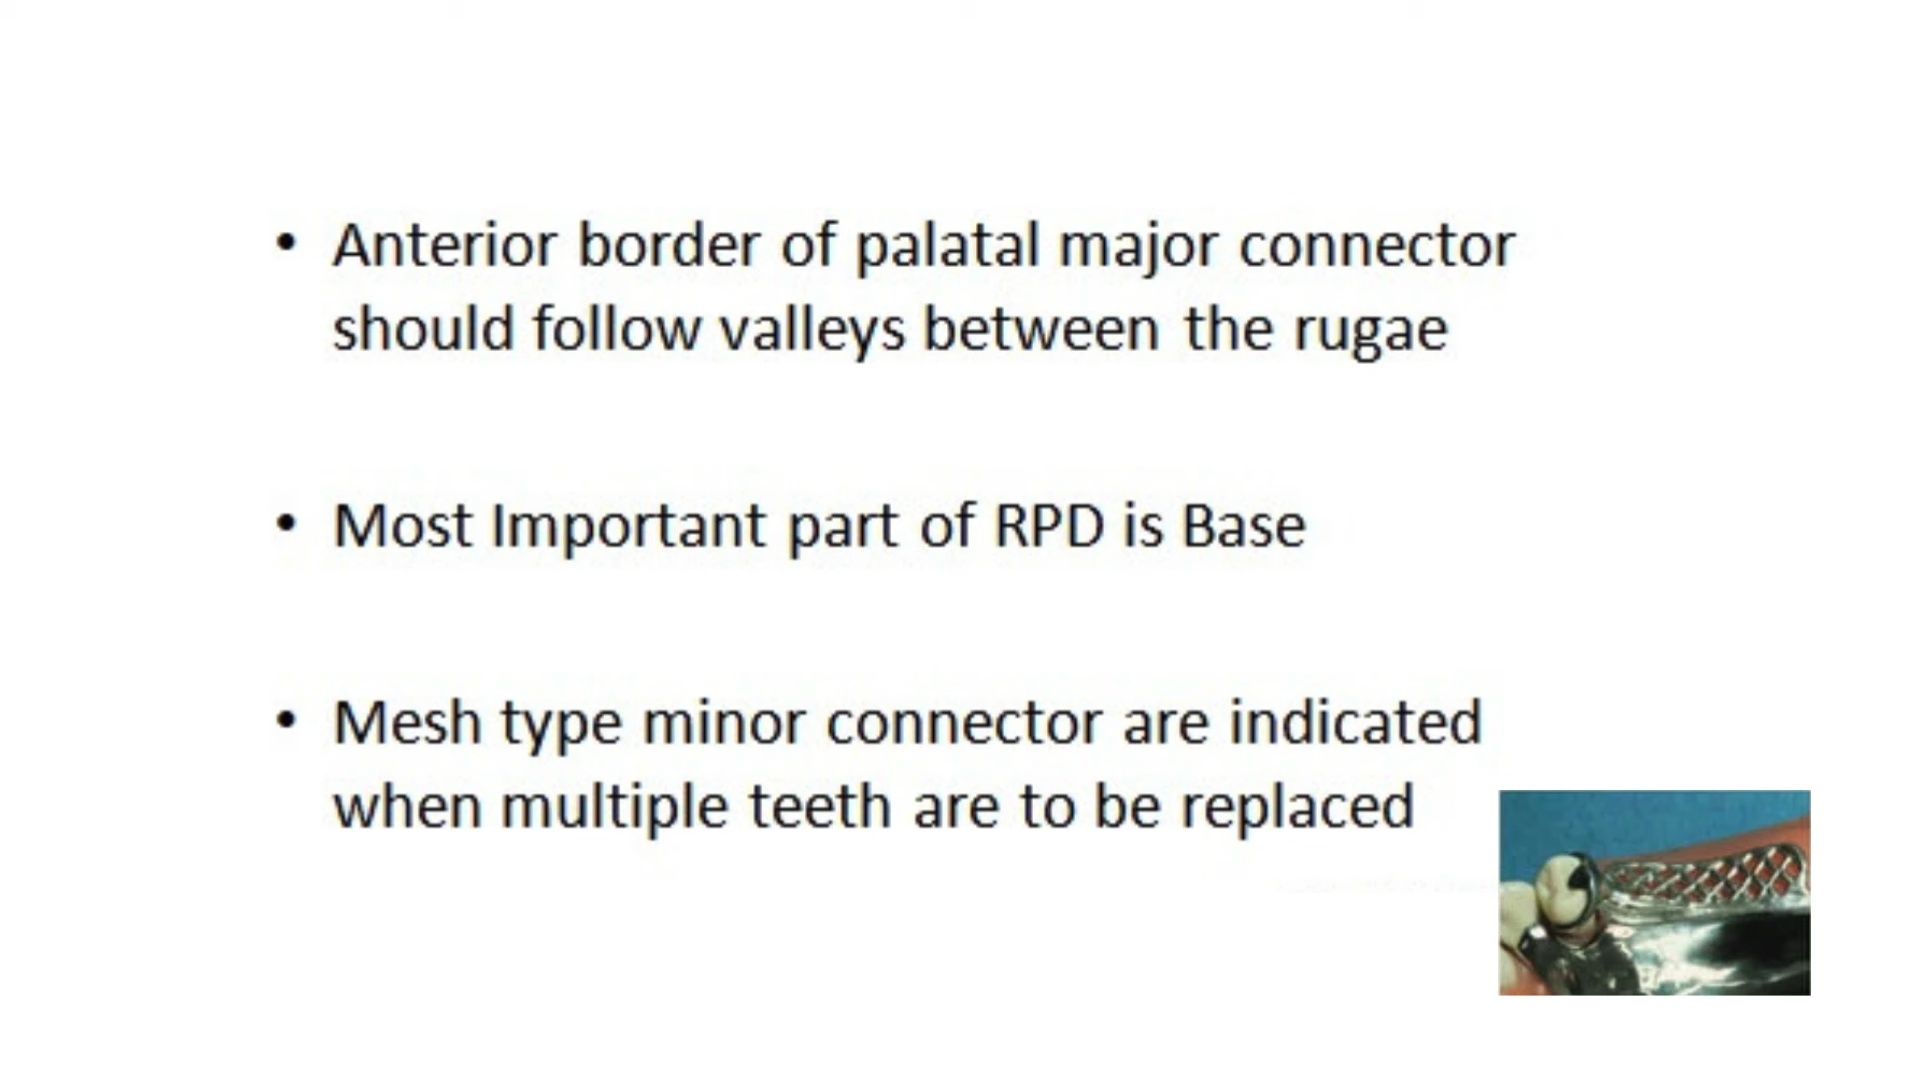 • Anterior border of palatal major connector
should follow valleys between the rugae
• Most Important part of RPD is Base
• Mesh type minor connector are indicated
when multiple teeth are to be replaced